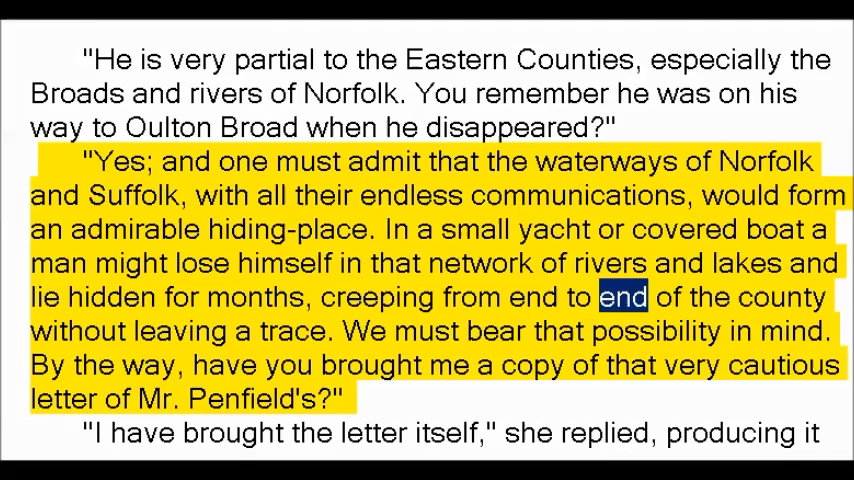 "He is very partial to the Eastern Counties, especially the
Broads and rivers of Norfolk. You remember he was on his
way to Oulton Broad when he disappeared?"
"Yes; and one must admit that the waterways of Norfolk
and Suffolk, with all their endless communications, would form
an admirable hiding-place. In a small yacht or covered boat a
man might lose himself in that network of rivers and lakes and
lie hidden for months, creeping from end to end of the county
without leaving a trace. We must bear that possibility in mind.
By the way, have you brought me a copy of that very cautious
letter of Mr. Penfield's?"
"I have brought the letter itself," she replied, producing it